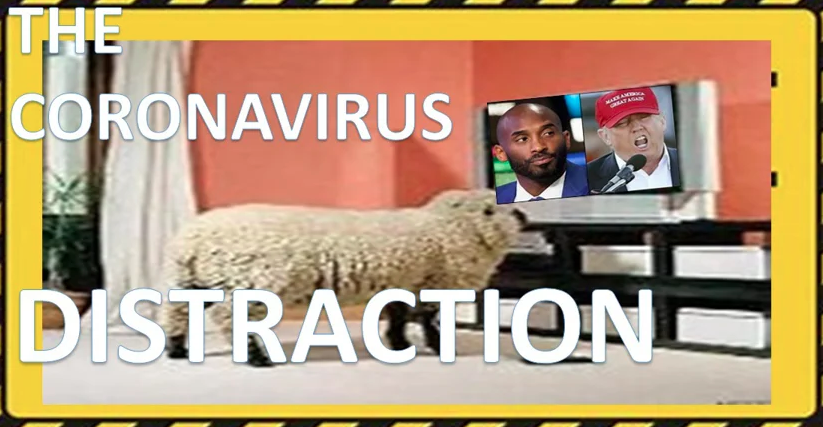 THE
CORONAVIRUS
MAKE AMERICA
GREAT AGAIN
DISTRACTION